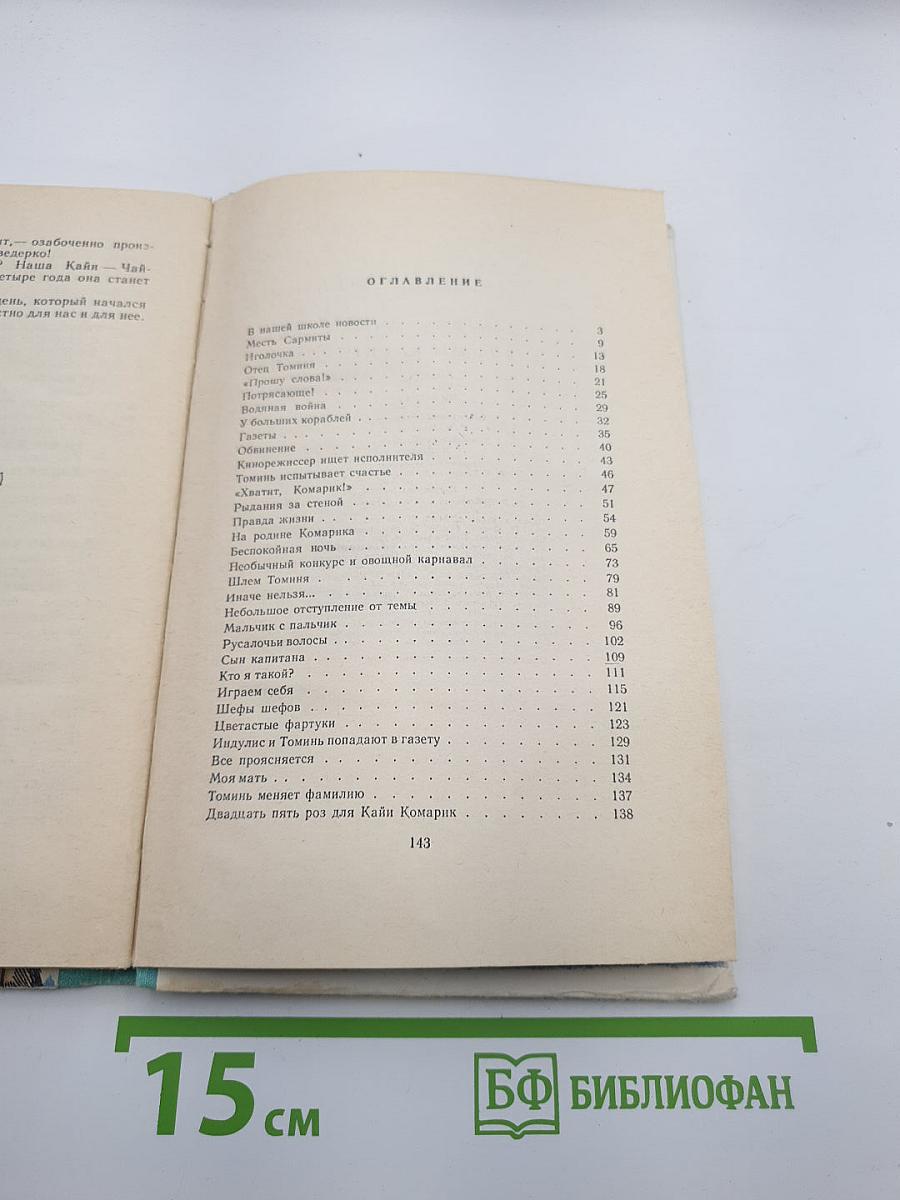 ит,— озабоченно произ-
ведерко!
? Наша Кайи — Чай-
етыре года она станет
день, который начался
стно для нас и для нее.
ОГЛАВЛЕНИЕ
В нашей школе новости 3
Месть Сармиты 9
Иголочка 13
Отец Томиня 18
«Прошу слова!» 21
Потрясающе! 25
Водяная война 29
У больших кораблей 32
Газеты 35
Обвинение 40
Кинорежиссер ищет исполнителя 43
Томинь испытывает счастье 46
«Хватит, Комарик!» 47
Рыдания за стеной 51
Правда жизни 54
На родине Комарика 59
Беспокойная ночь 65
Необычный конкурс и овощной карнавал 73
Шлем Томиня 79
Иначе нельзя... 81
Небольшое отступление от темы 89
Мальчик с пальчик 96
Русалочьи волосы 102
Сын капитана 109
Кто я такой? 111
Играем себя 115
Шефы шефов 121
Цветастые фартуки 123
Индулис и Томинь попадают в газету 129
Все проясняется 131
Моя мать 134
Томинь меняет фамилию 137
Двадцать пять роз для Кайи Комарик 138
143
15 см
БФ БИБЛИОФАН